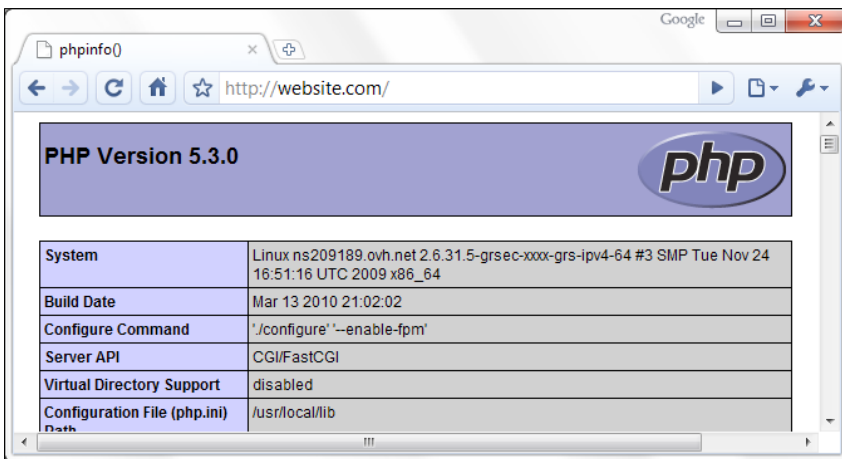 Google
phpinfo()
http://website.com/
PHP Version 5.3.0
php
System
Linux ns209189.ovh.net 2.6.31.5-grsec-xxxx-grs-ipv4-64 #3 SMP Tue Nov 24
16:51:16 UTC 2009 x86_64
Build Date
Mar 13 2010 21:02:02
Configure Command
'./configure' '--enable-fpm'
Server API
CGI/FastCGI
Virtual Directory Support
disabled
Configuration File (php.ini)
Path
/usr/local/lib